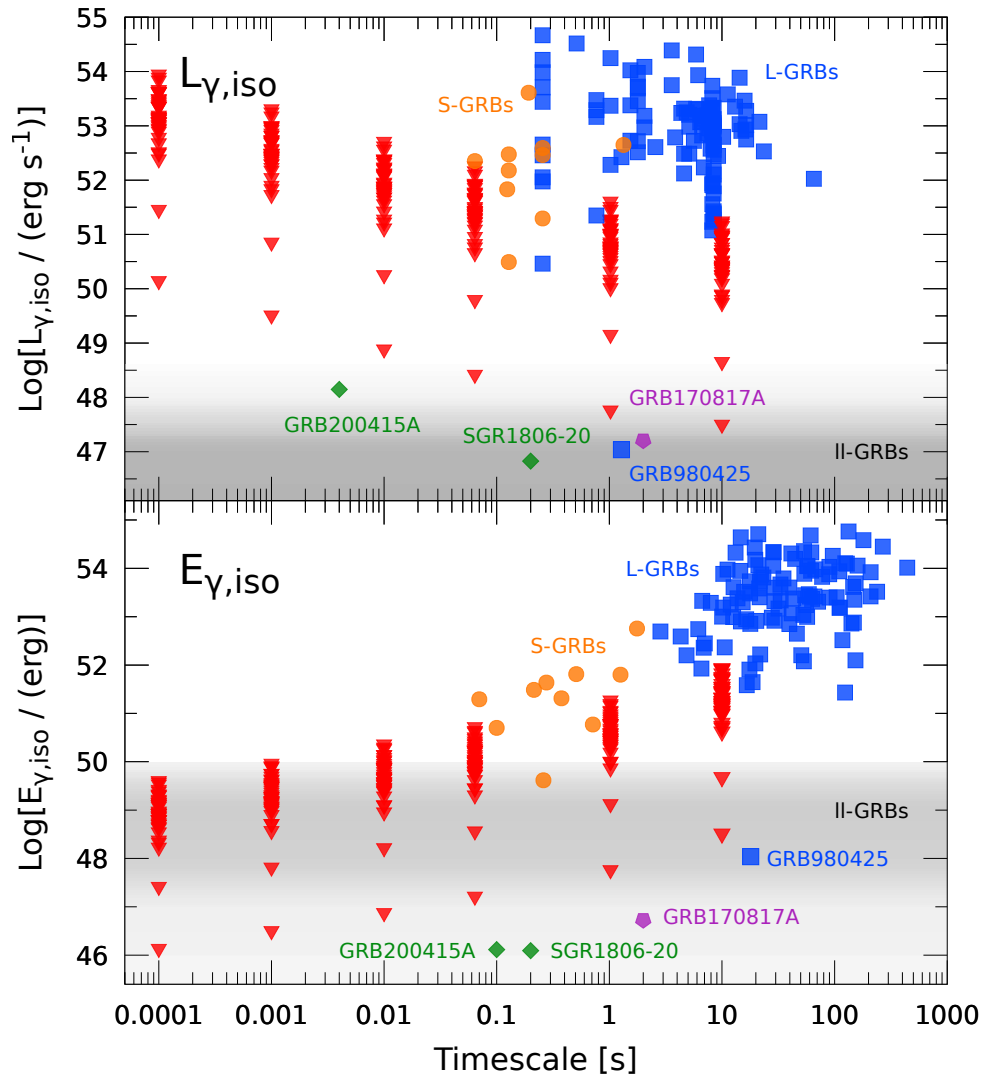 55
54
53
52
51
50
49
48
47
Log[Lγ,iso / (erg s-1)]
Lγ,iso
S-GRBs
L-GRBs
GRB200415A
SGR1806-20
GRB170817A
GRB980425
ll-GRBs
54
52
50
48
46
Log[Eγ,iso / (erg)]
Eγ,iso
L-GRBs
S-GRBs
ll-GRBs
GRB980425
GRB170817A
GRB200415A
SGR1806-20
0.0001 0.001 0.01 0.1 1 10 100 1000
Timescale [s]